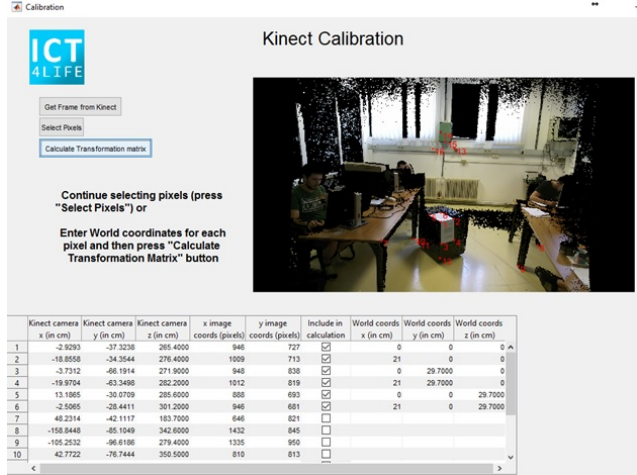 Calibration
Kinect Calibration
ICT
4LIFE
Get Frame from Kinect
Select Pixels
Calculate Transformation matrix
Continue selecting pixels (press
"Select Pixels") or
Enter World coordinates for each
pixel and then press "Calculate
Transformation Matrix" button
Kinect camera Kinect camera Kinect camera x image y image Include in World coords World coords World coords
x (in cm) y (in cm) z (in cm) coords (pixels) coords (pixels) calculation x (in cm) y (in cm) z (in cm)
1 -2.9293 -37.3238 265.4000 946 727 0 0 0
2 -18.8558 -34.3544 276.4000 1009 713 21 0 0
3 -3.7312 -66.1914 271.9000 948 838 0 29.7000 0
4 -19.9704 -63.3498 282.2000 1012 819 21 29.7000 0
5 13.1865 -30.0709 285.6000 888 693 0 0 29.7000
6 -2.5065 -28.4411 301.2000 946 681 21 0 29.7000
7 48.2314 -42.1117 183.7000 646 821
8 -158.8448 -85.1049 342.6000 1432 845
9 -105.2532 -96.6186 279.4000 1335 950
10 42.7722 -76.7444 350.5000 810 813